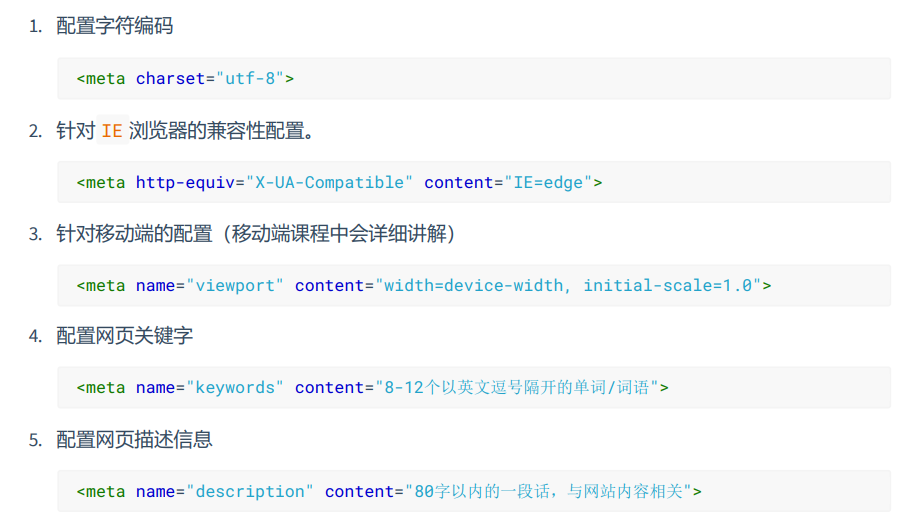 1. 配置字符编码
<meta charset="utf-8">
2. 针对 IE 浏览器的兼容性配置。
<meta http-equiv="X-UA-Compatible" content="IE=edge">
3. 针对移动端的配置（移动端课程中会详细讲解）
<meta name="viewport" content="width=device-width, initial-scale=1.0">
4. 配置网页关键字
<meta name="keywords" content="8-12个以英文逗号隔开的单词/词语">
5. 配置网页描述信息
<meta name="description" content="80字以内的一段话，与网站内容相关">